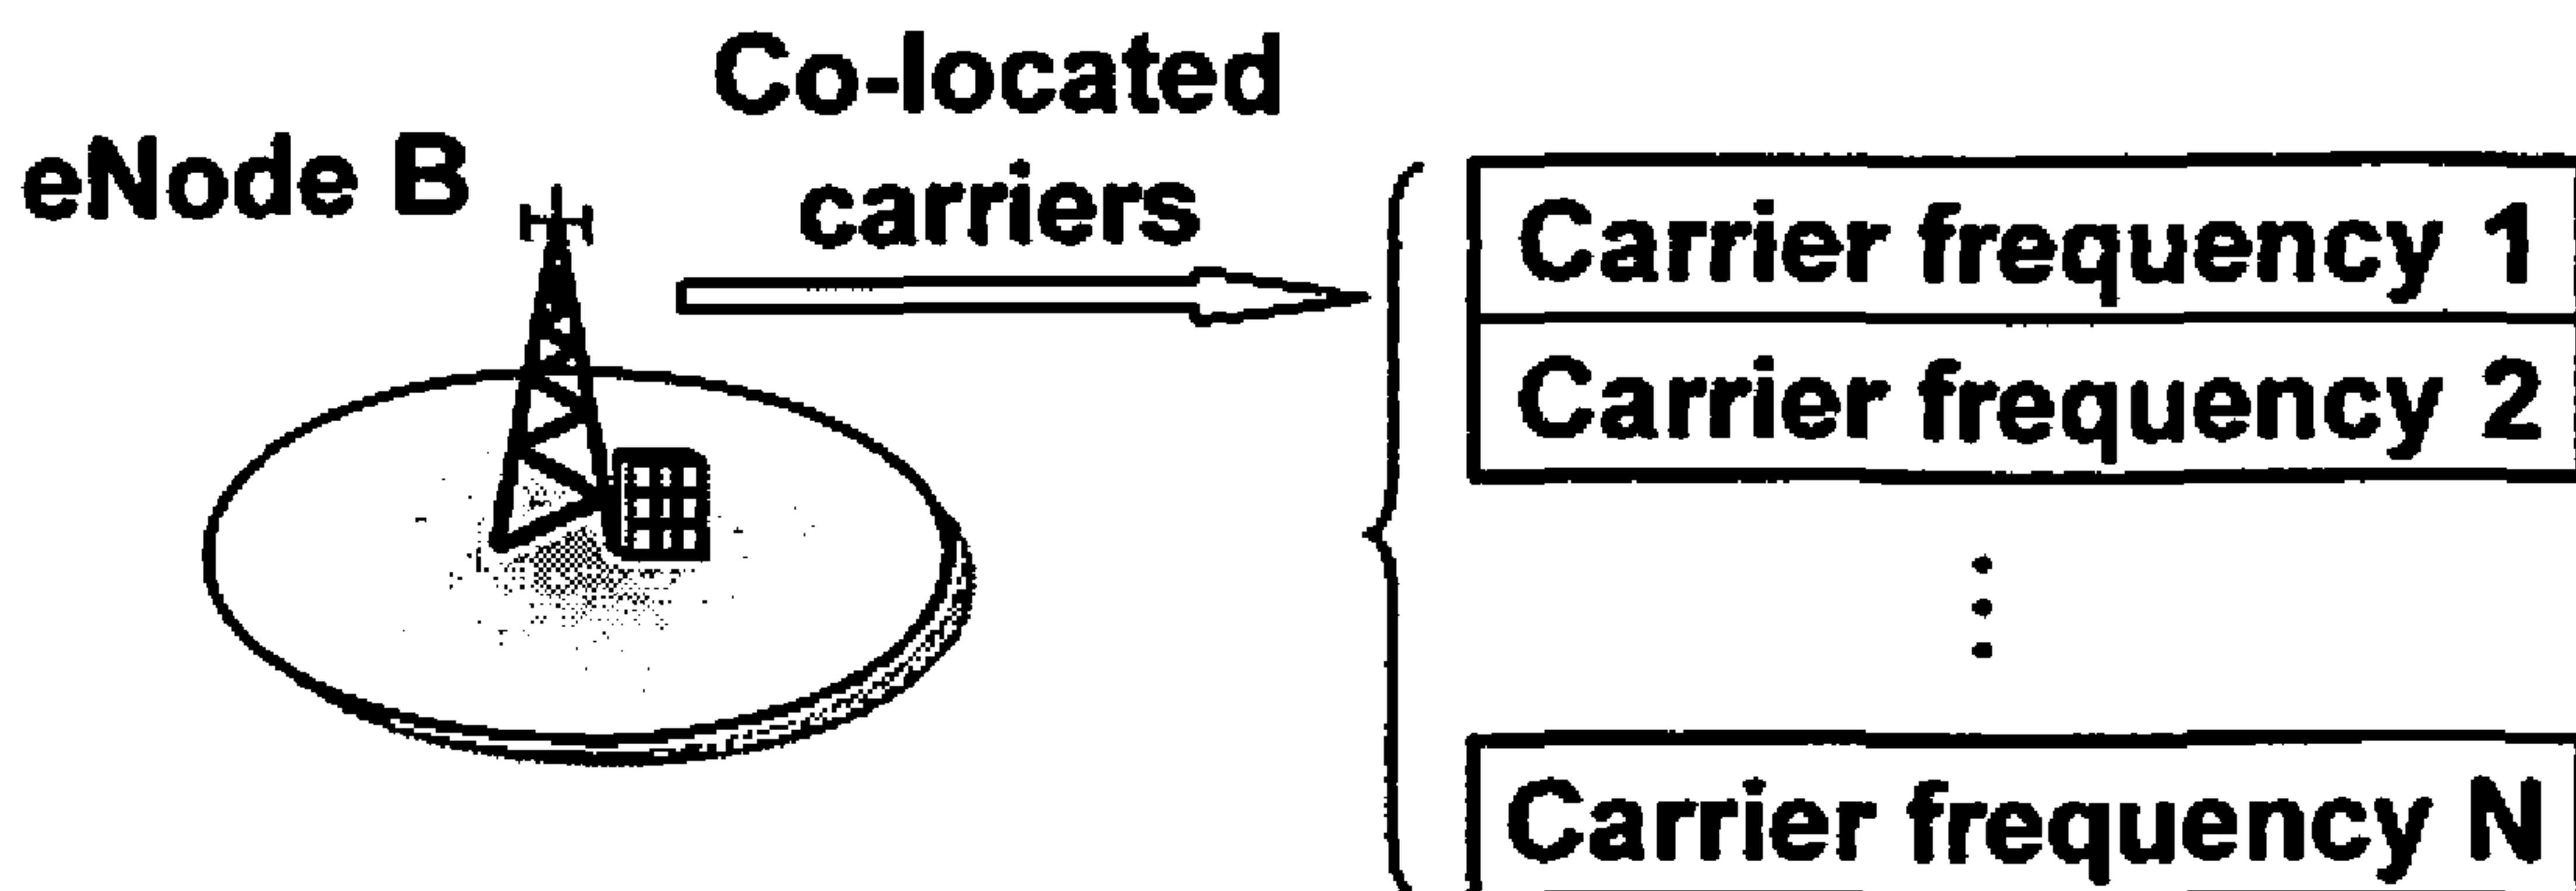 eNode B
Co-located
carriers
Carrier frequency 1
Carrier frequency 2
Carrier frequency N